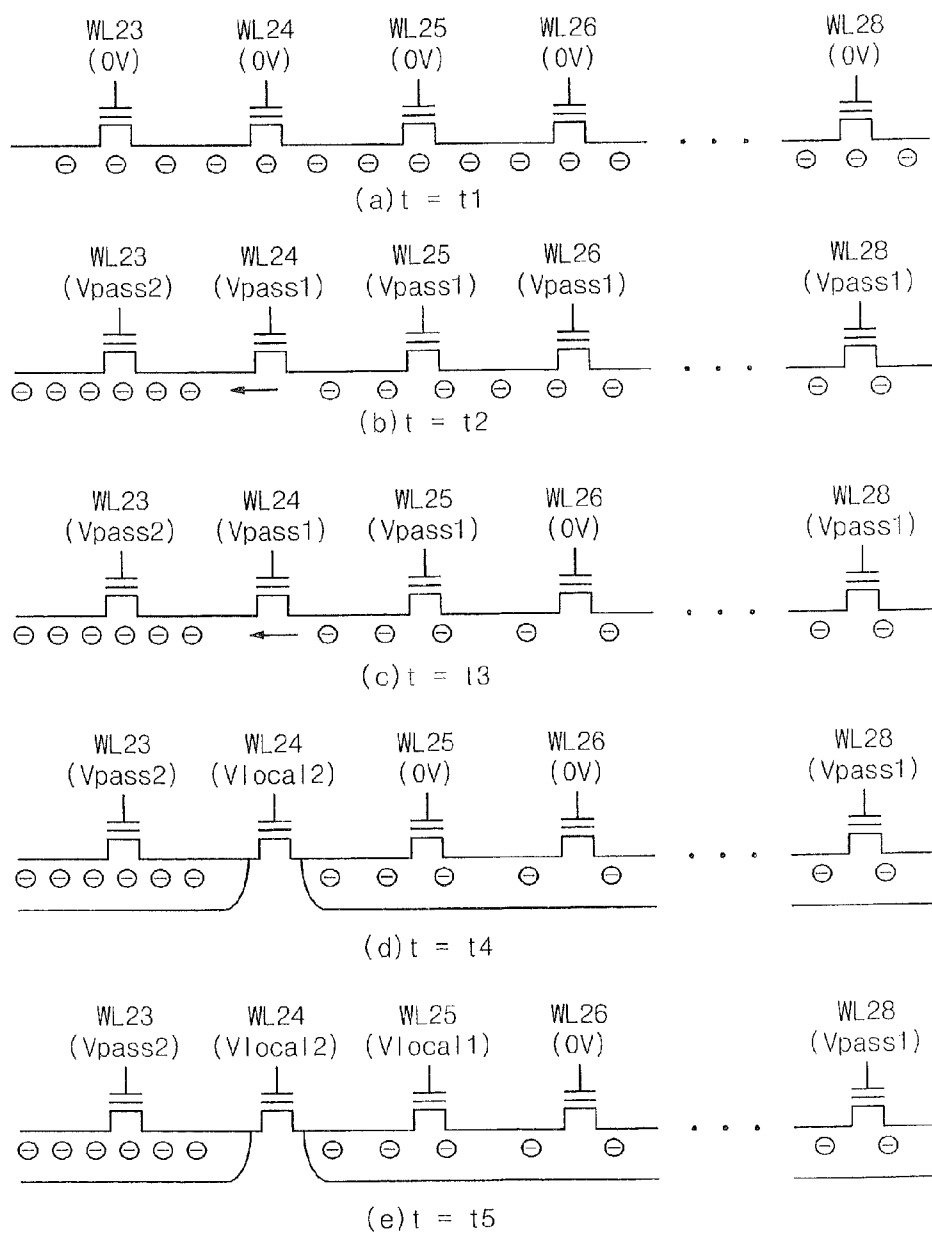 WL23 WL24 WL25 WL26 WL28
(0V) (0V) (0V) (0V) (0V)
(a)t = t1
WL23 WL24 WL25 WL26 WL28
(Vpass2) (Vpass1) (Vpass1) (Vpass1) (Vpass1)
(b)t = t2
WL23 WL24 WL25 WL26 WL28
(Vpass2) (Vpass1) (Vpass1) (0V) (Vpass1)
(c)t = t3
WL23 WL24 WL25 WL26 WL28
(Vpass2) (Vlocal2) (0V) (0V) (Vpass1)
(d)t = t4
WL23 WL24 WL25 WL26 WL28
(Vpass2) (Vlocal2) (Vlocal1) (0V) (Vpass1)
(e)t = t5